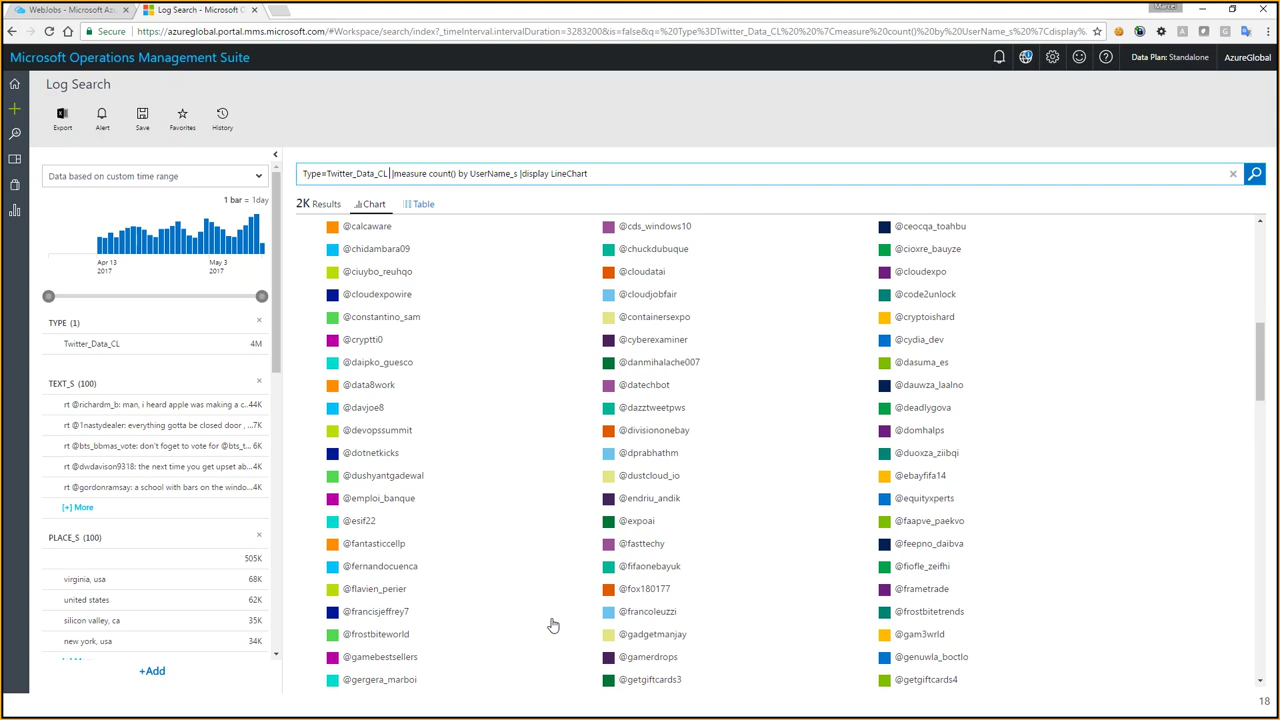 WebJobs - Microsoft Az
Log Search - Microsoft O
Marcel
Secure
https://azureglobal.portal.mms.microsoft.com/#Workspace/search/index?_timeInterval.intervalDuration=3283200&is=false&q=%20Type%3DTwitter_Data_CL%20%20%7Cmeasure count()%20by%20UserName_s%20%7Cdisplay%.
Microsoft Operations Management Suite
Data Plan: Standalone
AzureGlobal
Log Search
Export
Alert
Save
Favorites
History
Data based on custom time range
1 bar = 1day
Apr 13
2017
May 3
2017
TYPE (1)
Twitter_Data_CL 4M
TEXT_S (100)
rt @richardm_b: man, i heard apple was making a c... 44K
rt @1nastydealer: everything gotta be closed door , ... 7K
rt @bts_bbmas_vote: don't foget to vote for @bts_t... 6K
rt @dwdavison9318: the next time you get upset ab... 4K
rt @gordonramsay: a school with bars on the windo... 4K
[+] More
PLACE_S (100)
505K
virginia, usa 68K
united states 62K
silicon valley, ca 35K
new york, usa 34K
+Add
Type=Twitter_Data_CL |measure count() by UserName_s |display LineChart
2K Results
Chart
Table
@calcaware @cds_windows10 @ceocqa_toahbu
@chidambara09 @chuckdubuque @cioxre_bauyze
@ciuybo_reuhqo @cloudatai @cloudexpo
@cloudexpowire @cloudjobfair @code2unlock
@constantino_sam @containersexpo @cryptoishard
@cryptti0 @cyberexaminer @cydia_dev
@daipko_guesco @danmihalache007 @dasuma_es
@data8work @datechbot @dauwza_laalno
@davjoe8 @dazztweetpws @deadlygova
@devopssummit @divisiononebay @domhalps
@dotnetkicks @dprabhathm @duoxza_ziibqi
@dushyantgadewal @dustcloud_io @ebayfifa14
@emploi_banque @endriu_andik @equityxperts
@esif22 @expoai @faapve_paekvo
@fantasticcellp @fasttechy @feepno_daibva
@fernandocuenca @fifaonebayuk @fiofle_zeifhi
@flavien_perier @fox180177 @frametrade
@francisjeffrey7 @francoleuzzi @frostbitetrends
@frostbiteworld @gadgetmanjay @gam3wrld
@gamebestsellers @gamerdrops @genuwla_boctlo
@gergera_marboi @getgiftcards3 @getgiftcards4
18